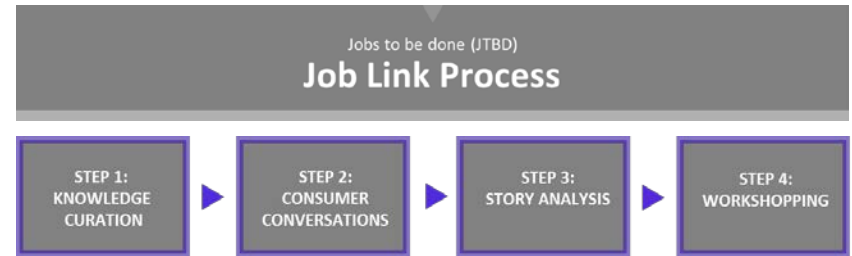 Jobs to be done (JTBD)
Job Link Process
STEP 1:
KNOWLEDGE
CURATION
STEP 2:
CONSUMER
CONVERSATIONS
STEP 3:
STORY ANALYSIS
STEP 4:
WORKSHOPPING